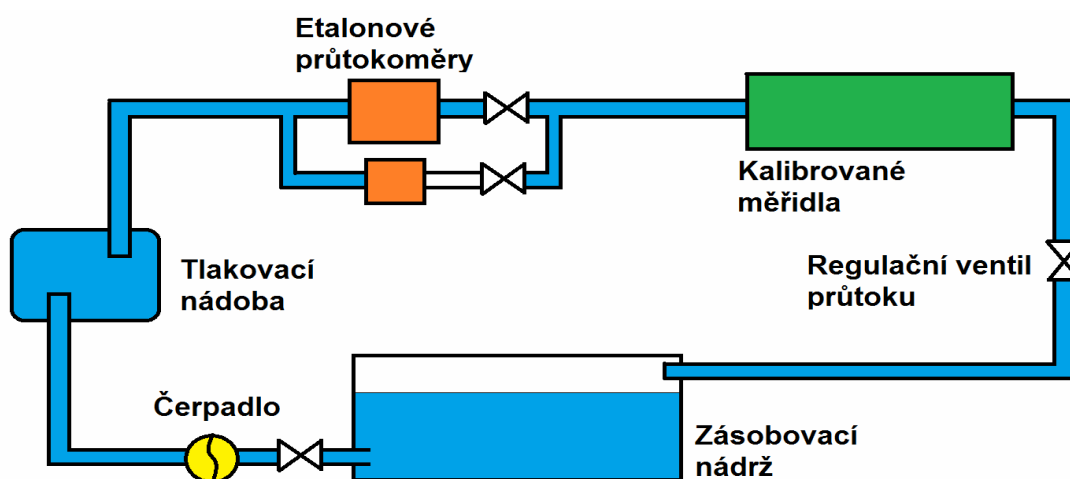 Etalonové
průtokoměry
Kalibrované
měřidla
Tlakovací
nádoba
Regulační ventil
průtoku
Čerpadlo
Zásobovací
nádrž